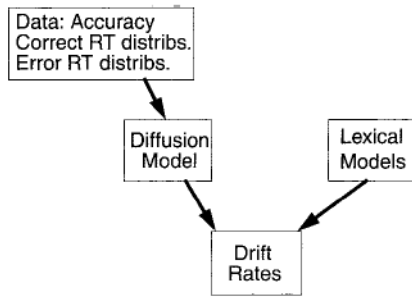 Data: Accuracy
Correct RT distribs.
Error RT distribs.
Diffusion
Model
Lexical
Models
Drift
Rates